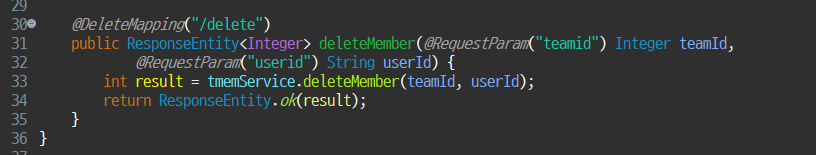 29
30 @DeleteMapping("/delete")
31 public ResponseEntity<Integer> deleteMember(@RequestParam("teamid") Integer teamId,
32 @RequestParam("userid") String userId) {
33 int result = tmemService.deleteMember(teamId, userId);
34 return ResponseEntity.ok(result);
35 }
36 }
37